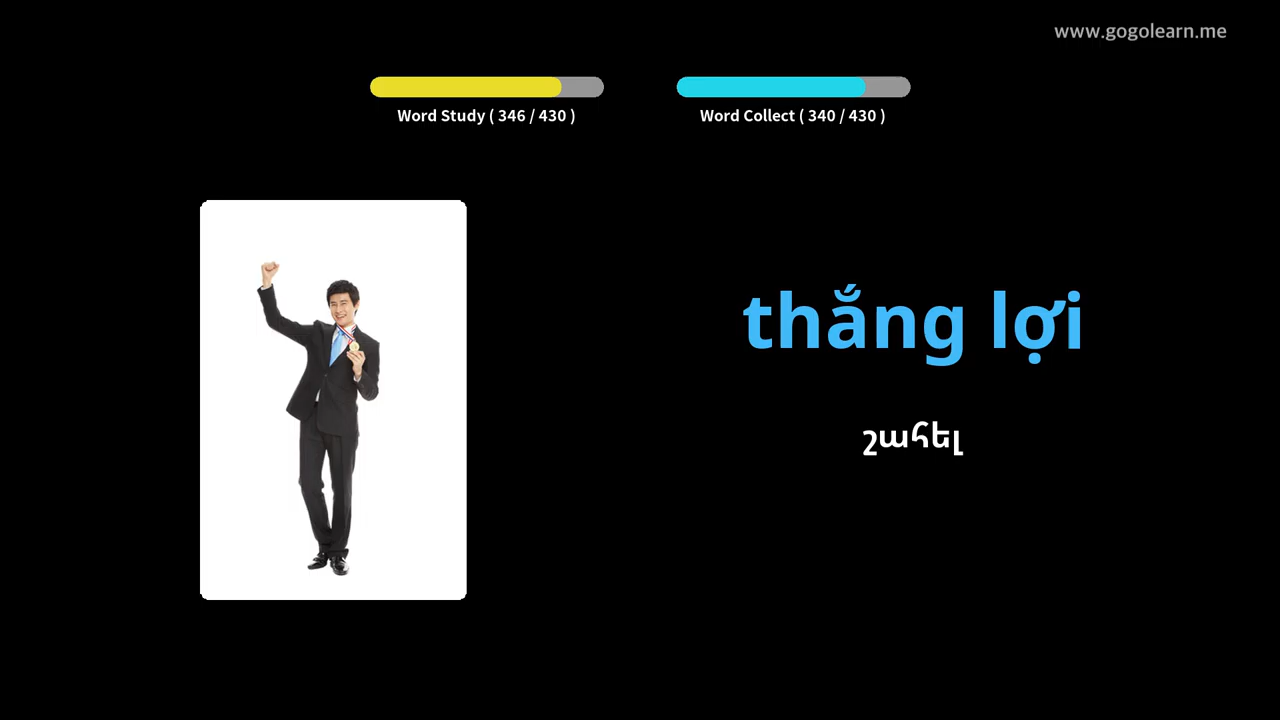 www.gogolearn.me
Word Study ( 346 / 430 )
Word Collect ( 340 / 430 )
thắng lợi
շահել